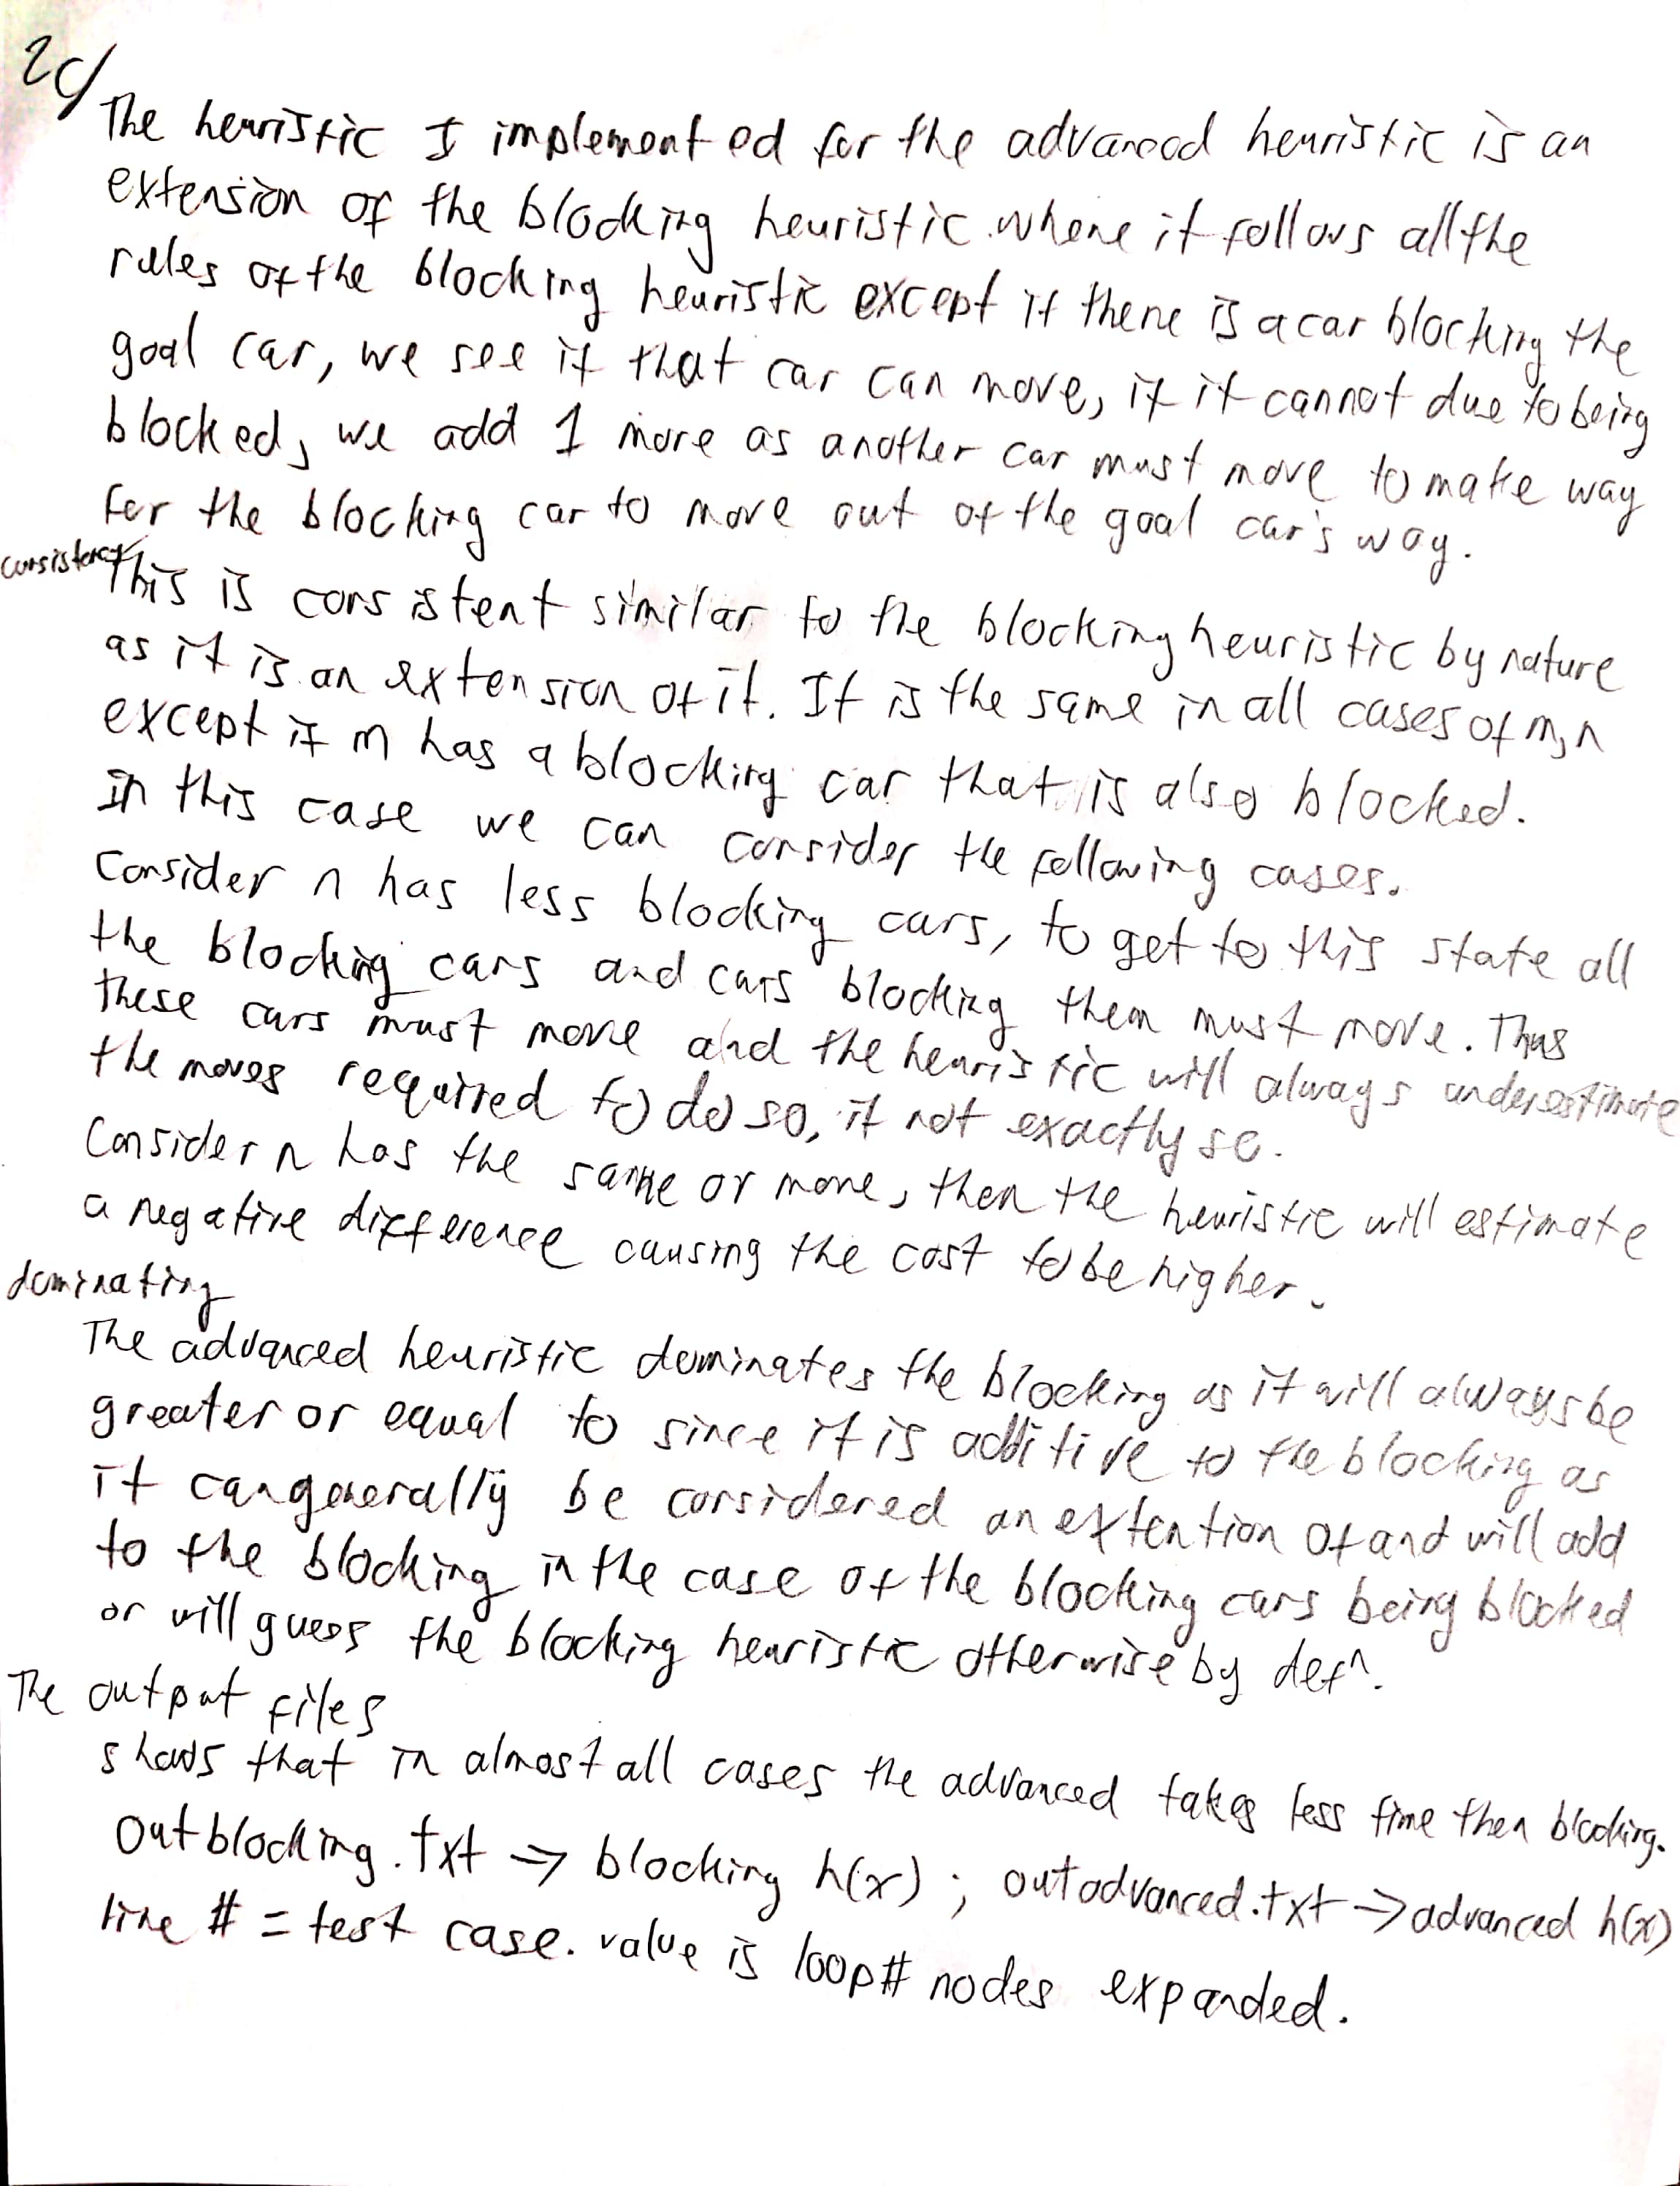 2c/
The heuristic I implemented for the advanced heuristic is an
extension of the blocking heuristic where it follows all the
rules of the blocking heuristic except if there is a car blocking the
goal car, we see if that car can move, if it cannot due to being
blocked, we add 1 more as another car must move to make way
for the blocking car to move out of the goal car's way.
consistency
This is consistent similar to the blocking heuristic by nature
as it is an extension of it. It is the same in all cases of m, n
except if m has a blocking car that is also blocked.
In this case we can consider the following cases.
Consider n has less blocking cars, to get to this state all
the blocking cars and cars blocking them must move. Thus
these cars must move and the heuristic will always underestimate
the moves required to do so, if not exactly so.
Consider n has the same or more, then the heuristic will estimate
a negative difference causing the cost to be higher.
dominating
The advanced heuristic dominates the blocking as it will always be
greater or equal to since it is additive to the blocking as
it can generally be considered an extention of and will add
to the blocking in the case of the blocking cars being blocked
or will guess the blocking heuristic otherwise by defⁿ.
The output files
shows that in almost all cases the advanced takes less time then blocking.
outblocking.txt => blocking h(x) ; outadvanced.txt -> advanced h(x)
line # = test case. value is loop# nodes expanded.